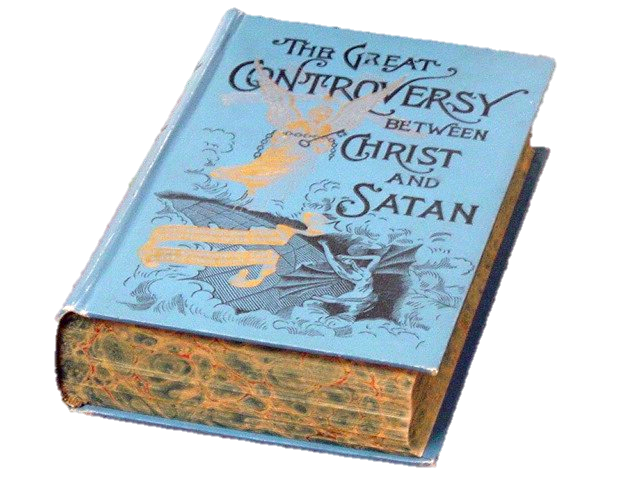 THE GREAT
CONTROVERSY
BETWEEN
CHRIST
AND
SATAN